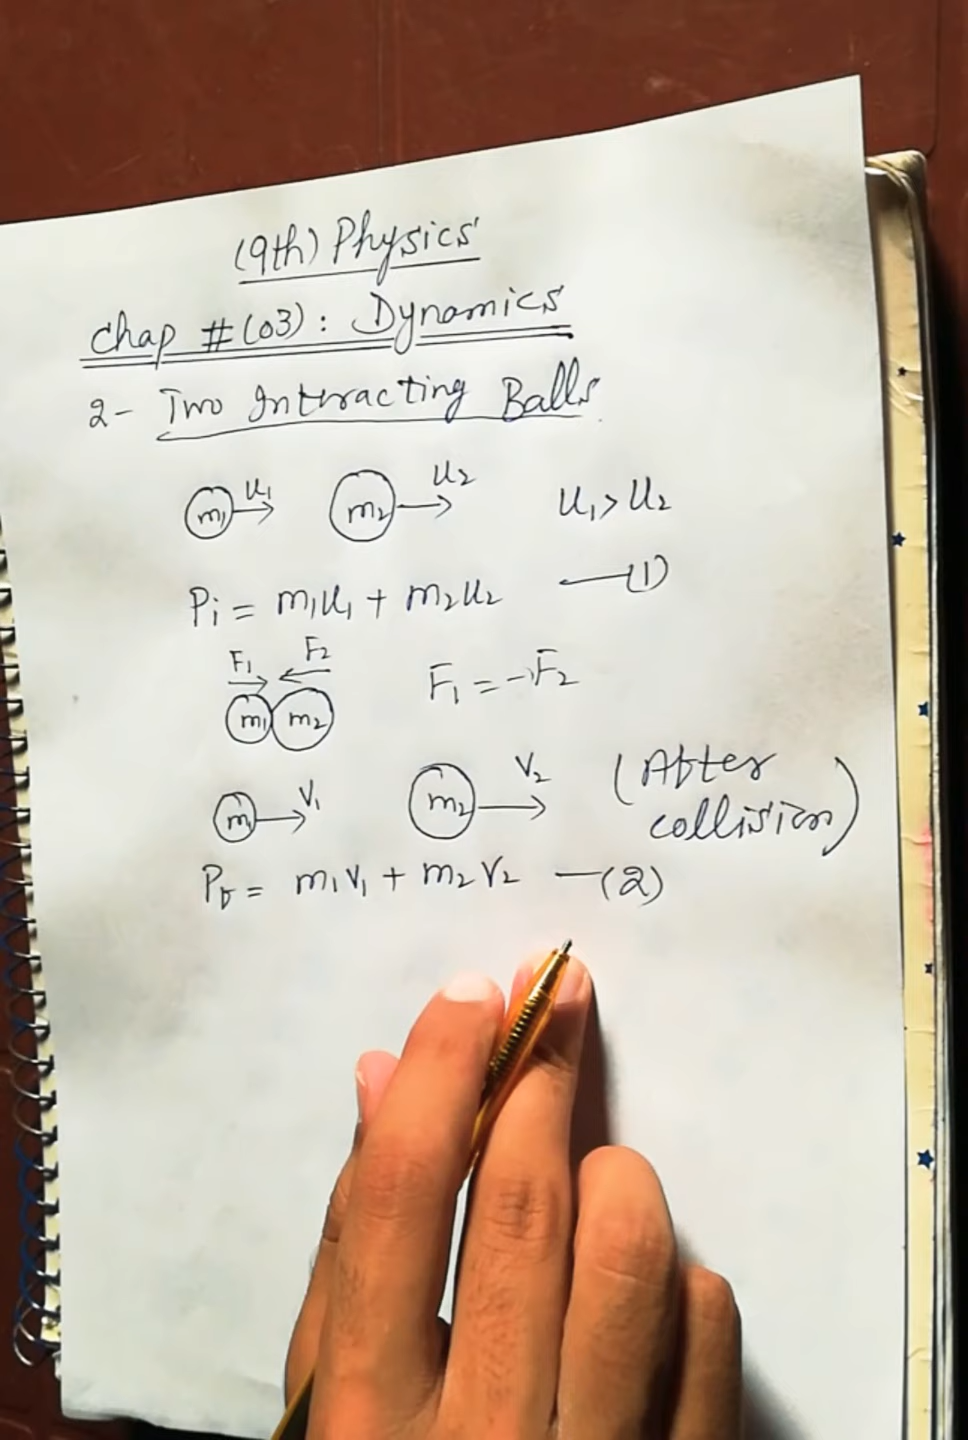 (9th) Physics
Chap #(03): Dynamics
2- Two Interacting Balls
m₁ u₁ m₂ u₂ u₁ > u₂
Pi = m₁u₁ + m₂u₂ —(1)
F₁ F₂
m₁ m₂ F₁ = -F₂
m₁ v₁ m₂ v₂ (After collision)
Pf = m₁v₁ + m₂v₂ —(2)